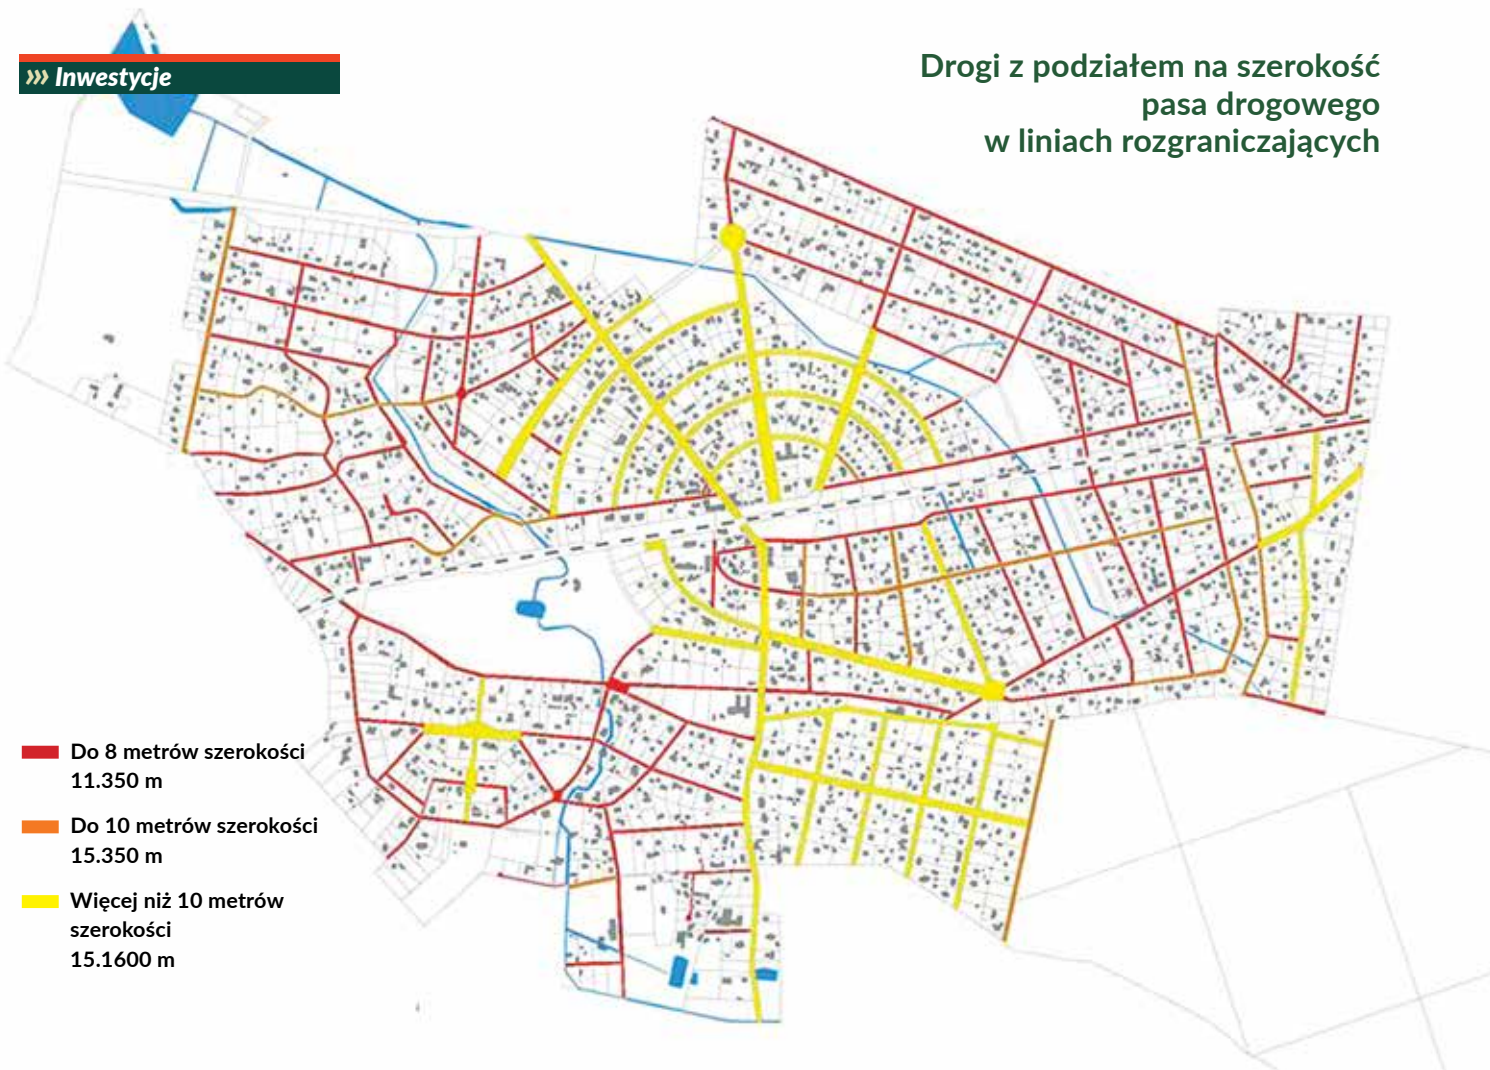 ››› Inwestycje
Drogi z podziałem na szerokość
pasa drogowego
w liniach rozgraniczających
Do 8 metrów szerokości
11.350 m
Do 10 metrów szerokości
15.350 m
Więcej niż 10 metrów
szerokości
15.1600 m